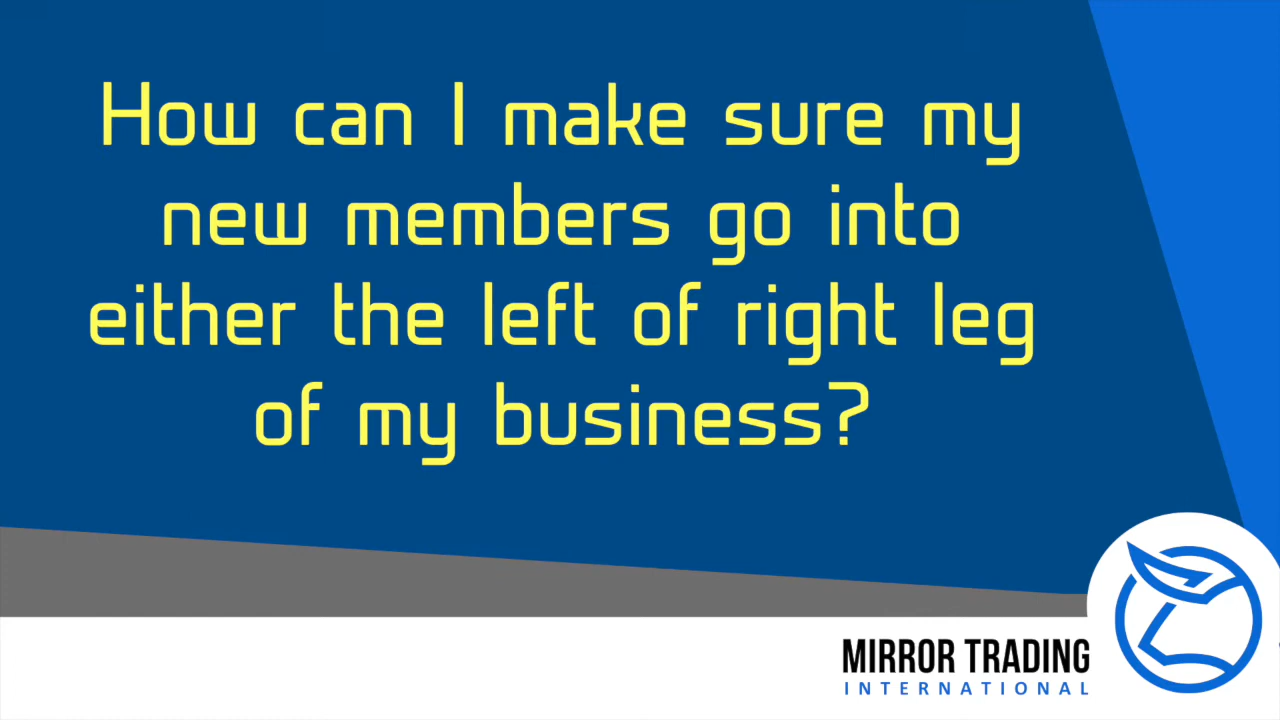 How can I make sure my
new members go into
either the left of right leg
of my business?
MIRROR TRADING
INTERNATIONAL